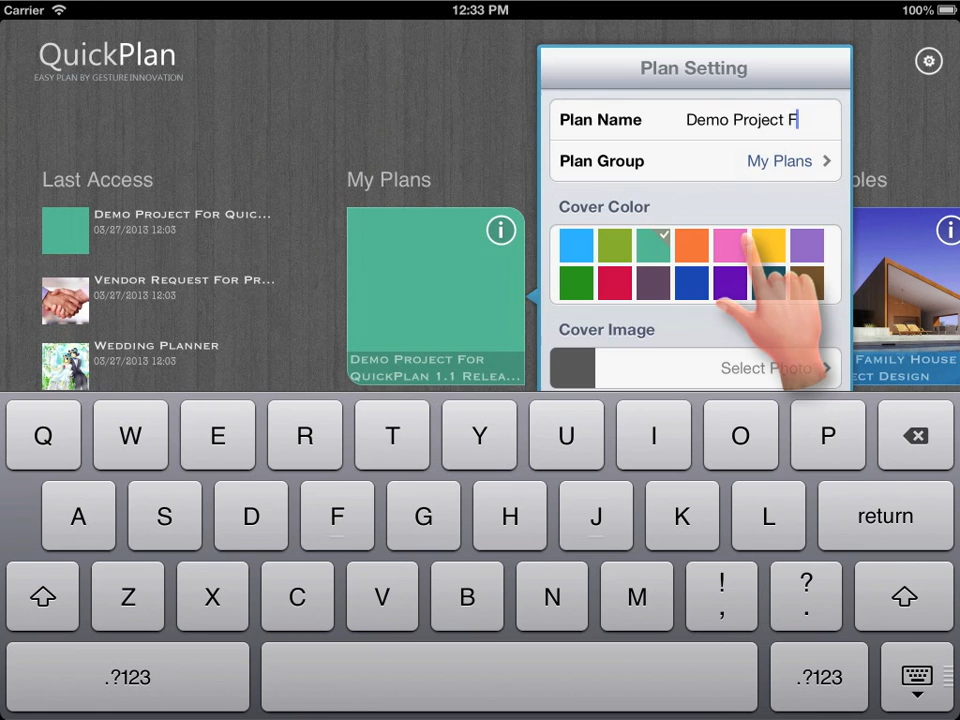 Carrier
12:33 PM
100%
QuickPlan
EASY PLAN BY GESTUREINNOVATION
Plan Setting
Plan Name
Demo Project F
Plan Group
My Plans
Cover Color
Cover Image
Select Photo
Last Access
DEMO PROJECT FOR QUIC...
03/27/2013 12:03
VENDOR REQUEST FOR PR...
03/27/2013 12:03
WEDDING PLANNER
03/27/2013 12:03
My Plans
i
DEMO PROJECT FOR
QUICKPLAN 1.1 RELEA...
i
FAMILY HOUSE
DESIGN
Q W E R T Y U I O P
A S D F G H J K L return
Z X C V B N M ! , ? .
.?123 .?123